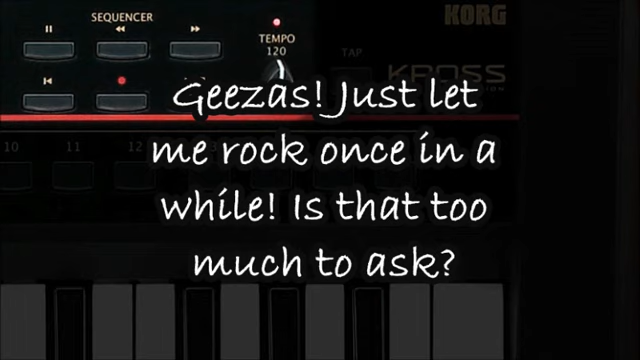 SEQUENCER
KORG
TEMPO
120
TAP
KROSS
10 11 12
Geezas! Just let
me rock once in a
while! Is that too
much to ask?